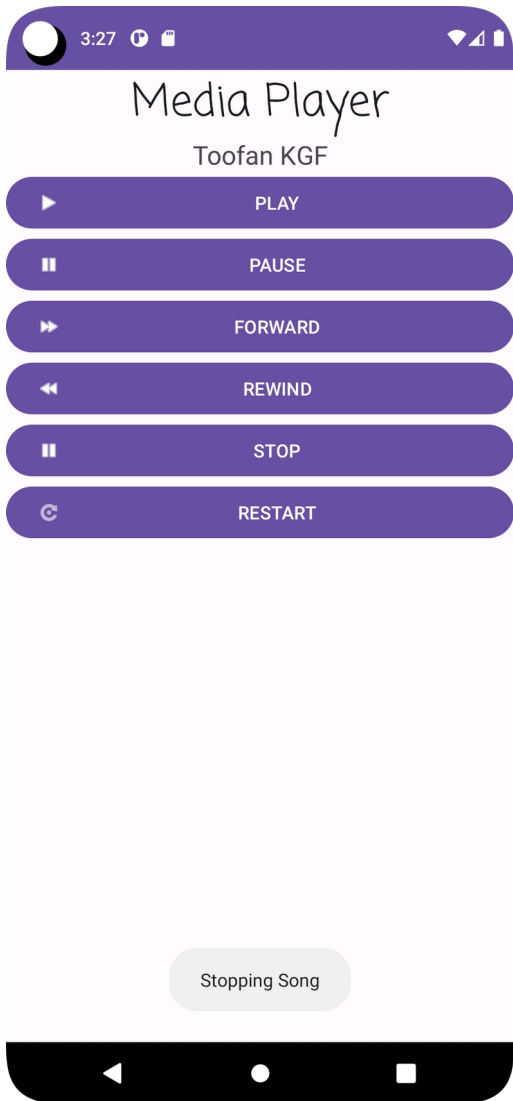 3:27
Media Player
Toofan KGF
PLAY
PAUSE
FORWARD
REWIND
STOP
RESTART
Stopping Song